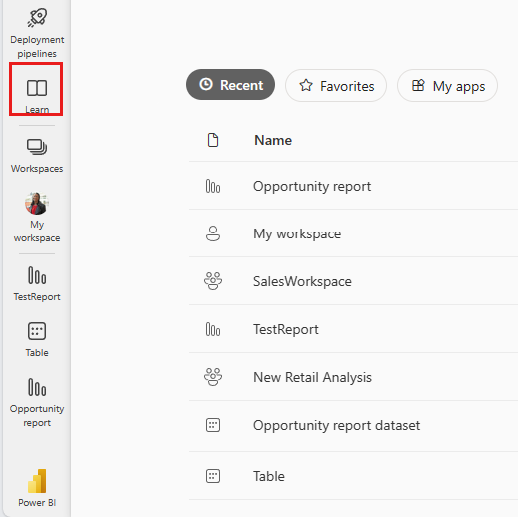 Deployment
pipelines
Learn
Workspaces
My
workspace
TestReport
Table
Opportunity
report
Power BI
Recent
Favorites
My apps
Name
Opportunity report
My workspace
SalesWorkspace
TestReport
New Retail Analysis
Opportunity report dataset
Table